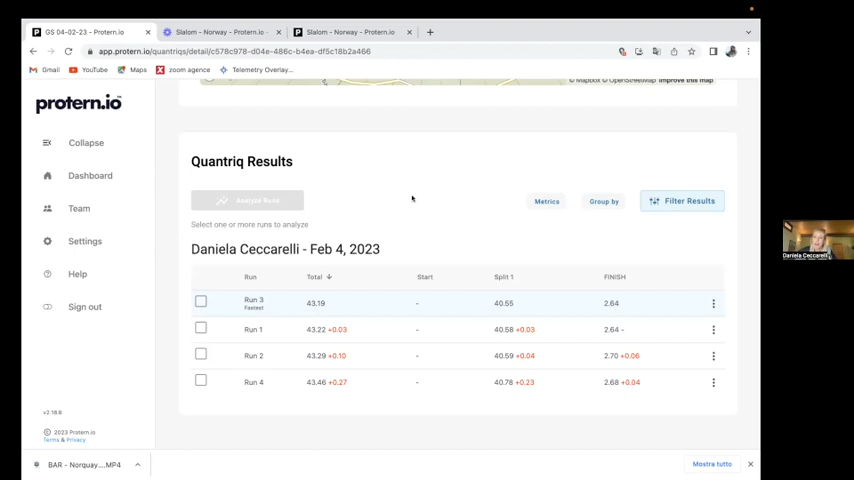 GS 04-02-23 - Protern.io
Slalom - Norway - Protern.io -
Slalom - Norway - Protern.io
app.protern.io/quantriqs/detail/c578c978-d04e-486c-b4ea-df5c18b2a466
Gmail
YouTube
Maps
zoom agence
Telemetry Overlay...
protern.io™
© Mapbox © OpenStreetMap Improve this map
Collapse
Dashboard
Team
Settings
Help
Sign out
v2.18.6
© 2023 Protern.io
Terms & Privacy
Quantriq Results
Analyze Runs
Metrics
Group by
Filter Results
Select one or more runs to analyze
Daniela Ceccarelli - Feb 4, 2023
Run Total ↓ Start Split 1 FINISH
Run 3 43.19 - 40.55 2.64
Fastest
Run 1 43.22 +0.03 - 40.58 +0.03 2.64 -
Run 2 43.29 +0.10 - 40.59 +0.04 2.70 +0.06
Run 4 43.46 +0.27 - 40.78 +0.23 2.68 +0.04
BAR - Norquay....MP4
Mostra tutto
Daniela Ceccarelli